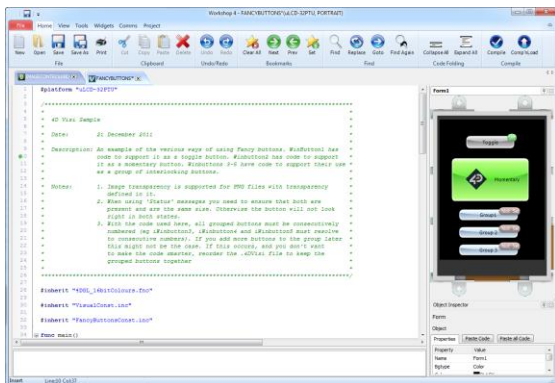 Workshop 4 - FANCYBUTTONS*(uLCD-32PTU, PORTRAIT)
File Home View Tools Widgets Comms Project
New Open Save Save As Print Cut Copy Paste Delete Undo Redo Clear All Next Prev Set Find Replace Goto Find Again Collapse All Expand All Compile Comp'nLoad
File Clipboard Undo/Redo Bookmarks Find Code Folding Compile
FANCYBUTTONS*
#platform "uLCD-32PTU"
/*
* 4D Visi Sample
* Date: 2011
* Description: An example of the various ways of using Fancy buttons. WinButton1 has
* code to support it as a toggle button. Winbutton2 has code to support
* it as a momentary button. Winbuttons 3-6 have code to support their use
* as a group of interlocking buttons.
* Notes: 1. Image transparency is supported for PNG files with transparency
* defined in it.
* 2. When using 'Status' messages you need to ensure that both are
* present and are the same size. Otherwise the button will not look
* right in both states.
* 3. With the code used here, all grouped buttons must be consecutively
* numbered (eg iWinbutton3, iWinbutton4 and iWinbutton5 must resolve
* to consecutive numbers). If you add more buttons to the group later
* this might not be the case. If this occurs, and you don't want
* to make the code smarter, reorder the .4DVisi file to keep the
* grouped buttons together
*/
#inherit "4DGL_16bitColours.fnc"
#inherit "VisualConst.inc"
#inherit "FancyButtonsConst.inc"
func main()
Form1
Toggle
4D Momentary
Group1
Group 2
Group 3
Object Inspector
Form
Object
Properties Paste Code Paste all Code
Property Value
Name Form1
Bgtype Color
Insert